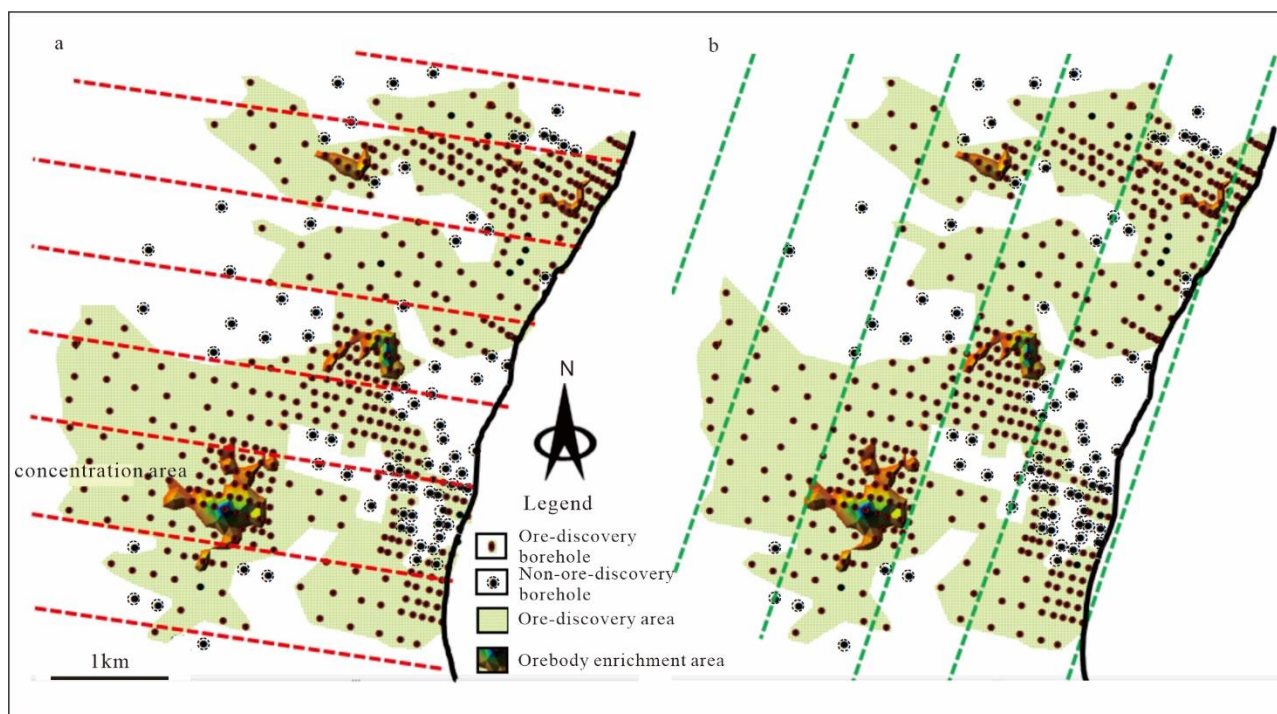 a
b
concentration area
N
Legend
Ore-discovery
borehole
Non-ore-discovery
borehole
Ore-discovery area
Orebody enrichment area
1km